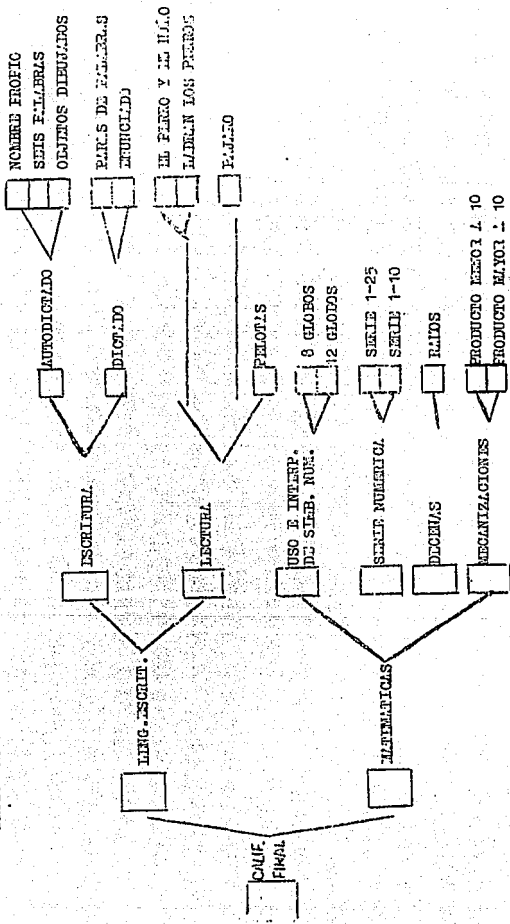 NOMBRE PROPIO
SEIS PALABRAS
OBJETOS DIBUJADOS
AUTODICTADO
DE PALABRAS
ENUNCIADO
DICTADO
ESCRITURA
EL PERRO Y EL
LADRAN LOS PERROS
PAJARO
PELOTAS
LECTURA
LING.ESCRIT.
8 GLOBOS
12 GLOBOS
USO E INTERP.
DE SIMB. NUM.
SERIE 1-25
SERIE 1-10
SERIE NUMERICA
DECENAS
PRODUCTO MENOR A 10
PRODUCTO MAYOR A 10
MECANIZACIONES
MATEMATICAS
CALIF.
FINAL